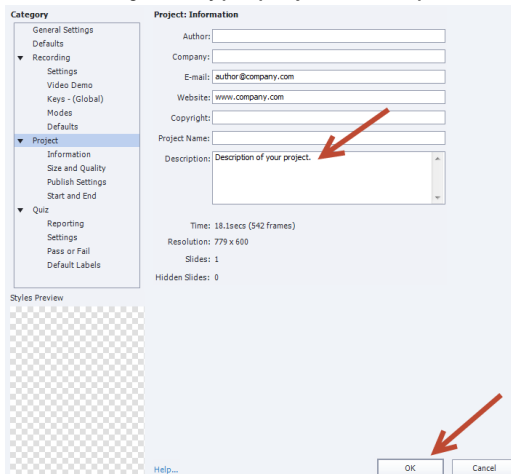 Category
General Settings
Defaults
Recording
Settings
Video Demo
Keys - (Global)
Modes
Defaults
Project
Information
Size and Quality
Publish Settings
Start and End
Quiz
Reporting
Settings
Pass or Fail
Default Labels
Styles Preview
Project: Information
Author:
Company:
E-mail: author@company.com
Website: www.company.com
Copyright:
Project Name:
Description: Description of your project.
Time: 18.1secs (542 frames)
Resolution: 779 x 600
Slides: 1
Hidden Slides: 0
Help...
OK
Cancel